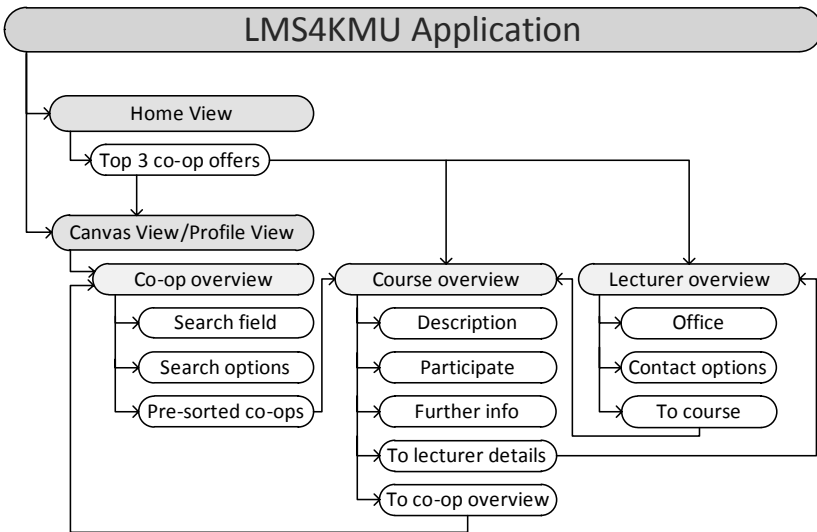 LMS4KMU Application
Home View
Top 3 co-op offers
Canvas View/Profile View
Co-op overview
Search field
Search options
Pre-sorted co-ops
Course overview
Description
Participate
Further info
To lecturer details
To co-op overview
Lecturer overview
Office
Contact options
To course